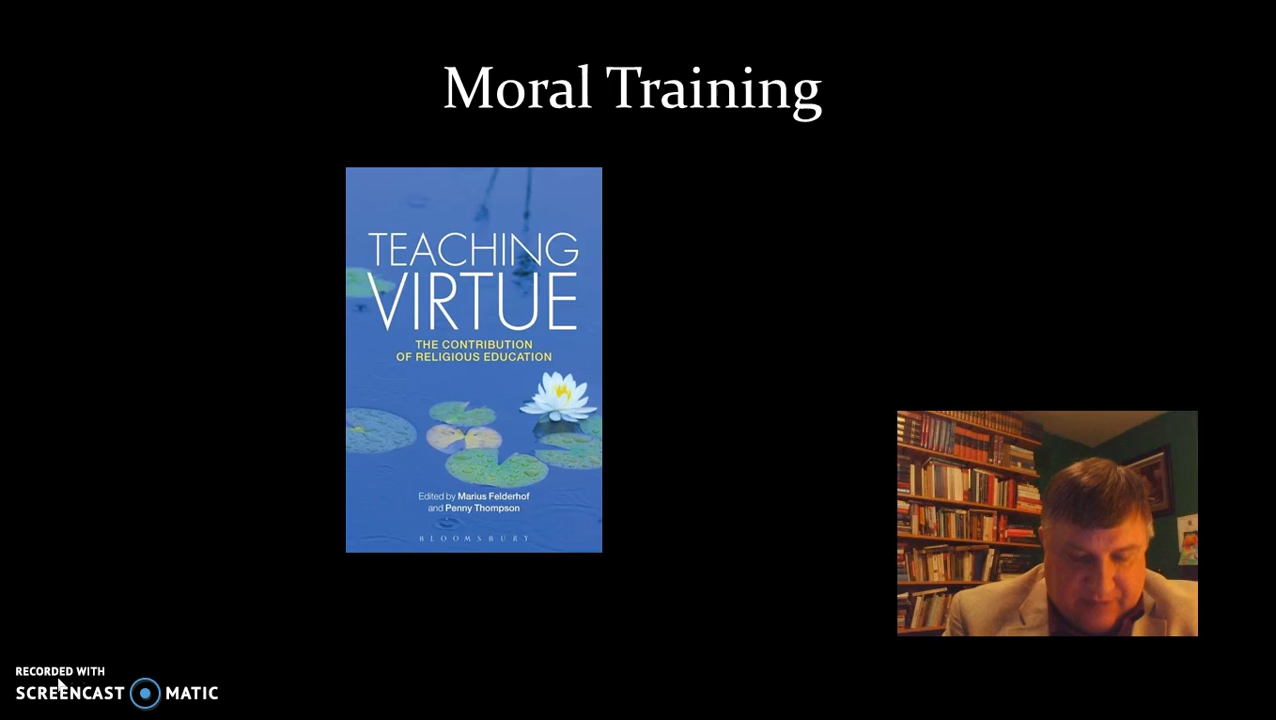 Moral Training
TEACHING
VIRTUE
THE CONTRIBUTION
OF RELIGIOUS EDUCATION
Edited by Marius Felderhof
and Penny Thompson
BLOOMSBURY
RECORDED WITH
SCREENCAST MATIC